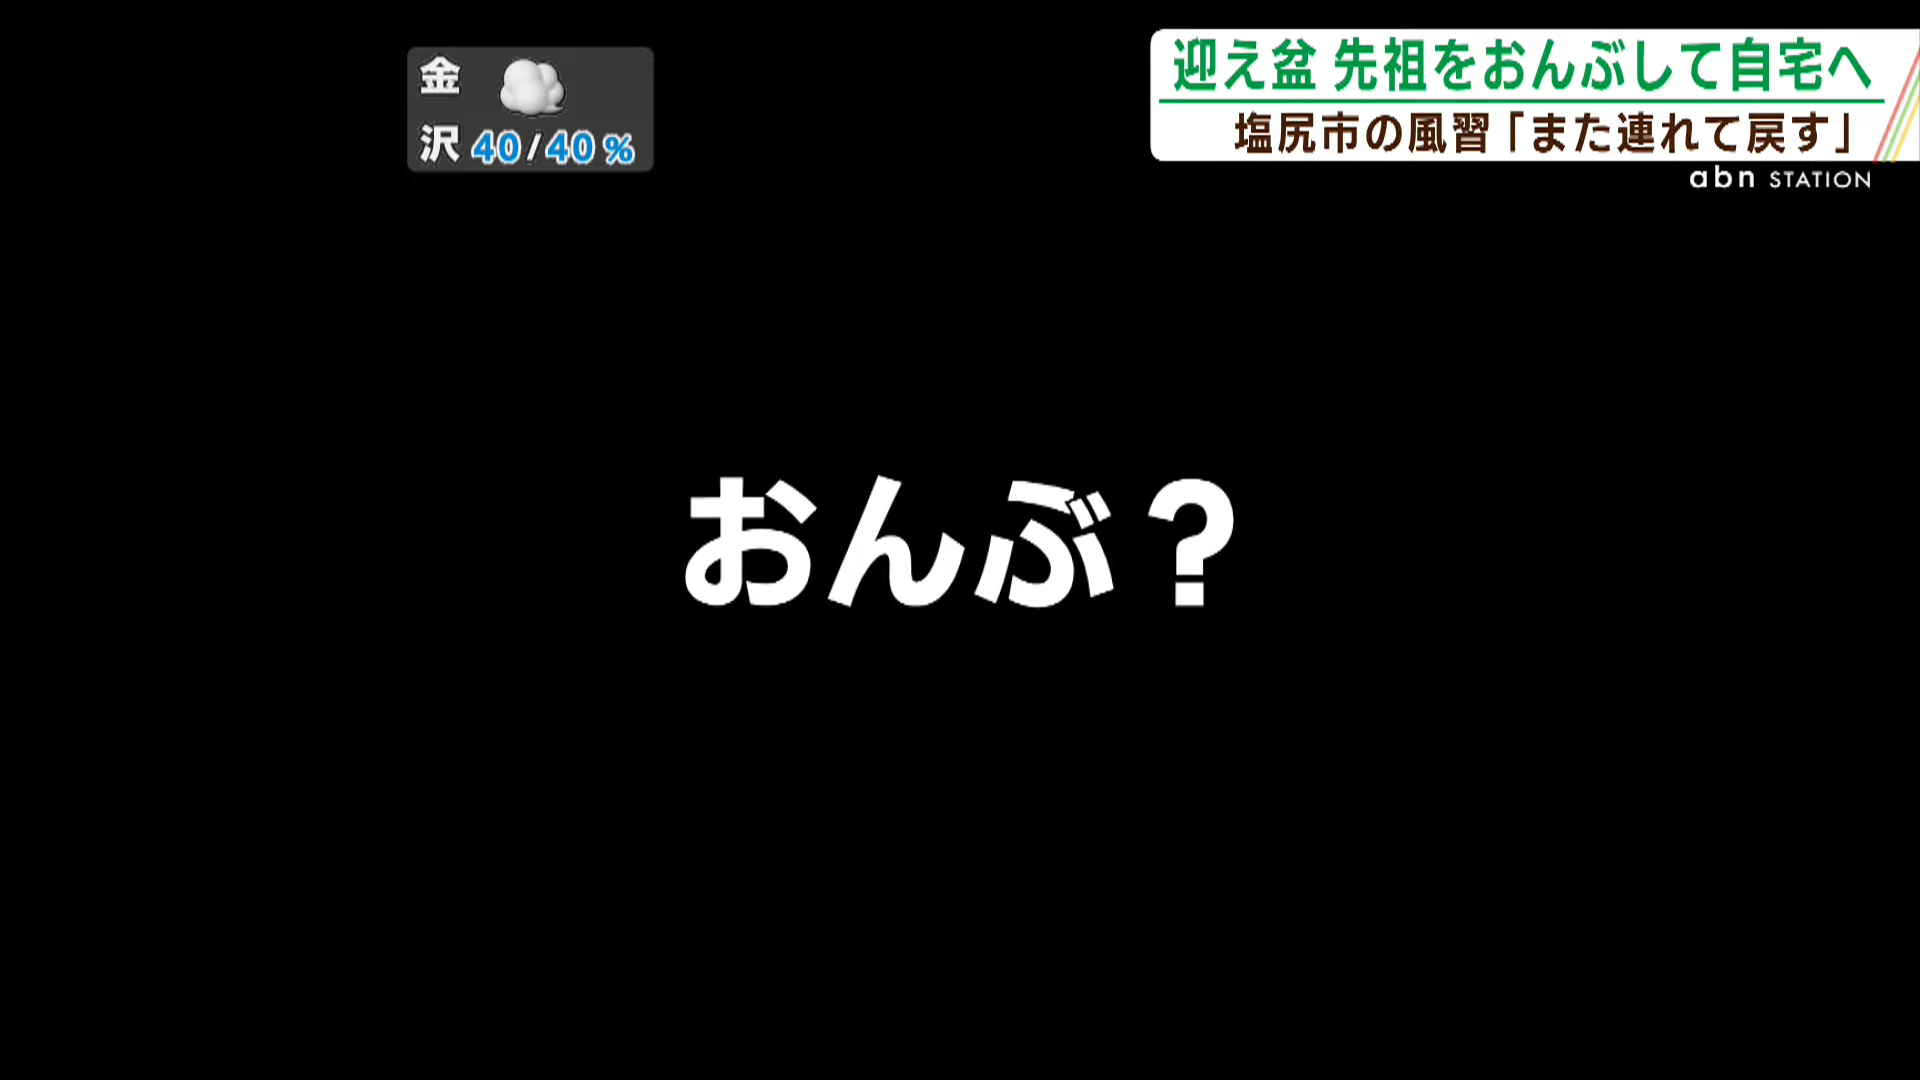 金沢
40/40%
迎え盆 先祖をおんぶして自宅へ
塩尻市の風習「また連れて戻す」
abn STATION
おんぶ？